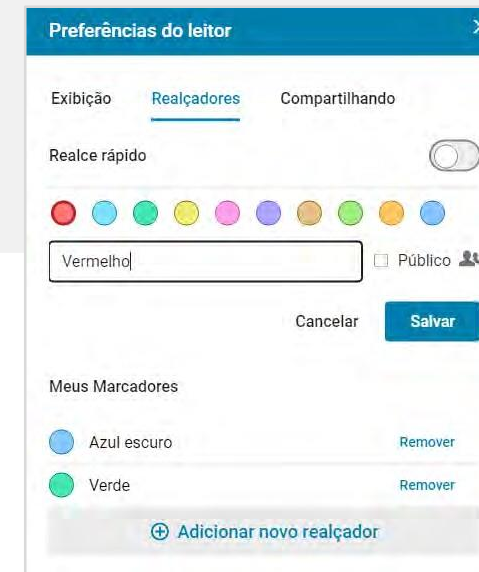 Preferências do leitor
Exibição Realçadores Compartilhando
Realce rápido
Vermelho Público
Cancelar Salvar
Meus Marcadores
Azul escuro Remover
Verde Remover
Adicionar novo realçador